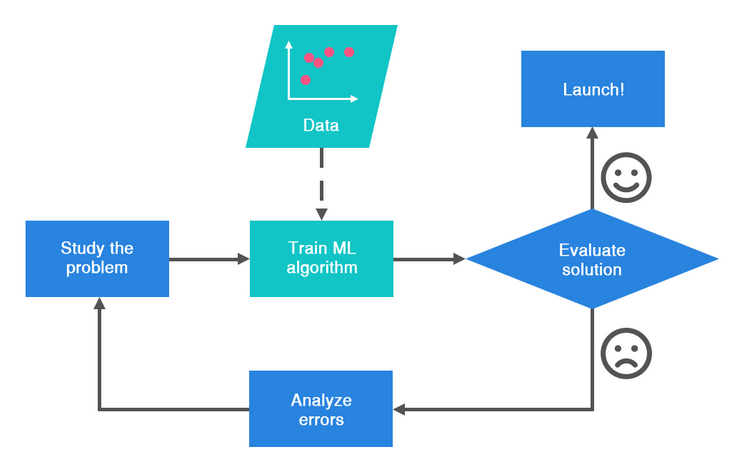 Data
Launch!
Study the
problem
Train ML
algorithm
Evaluate
solution
Analyze
errors